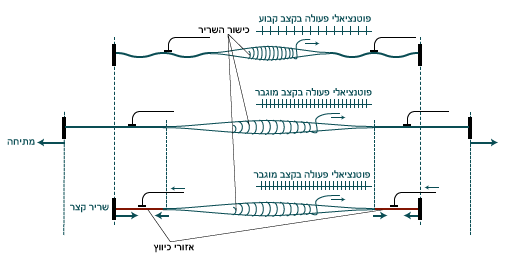 פוטנציאלי פעולה בקצב קבוע
כישור השריר
פוטנציאלי פעולה בקצב מוגבר
מתיחה
פוטנציאלי פעולה בקצב מוגבר
שריר קצר
אזורי כיווץ